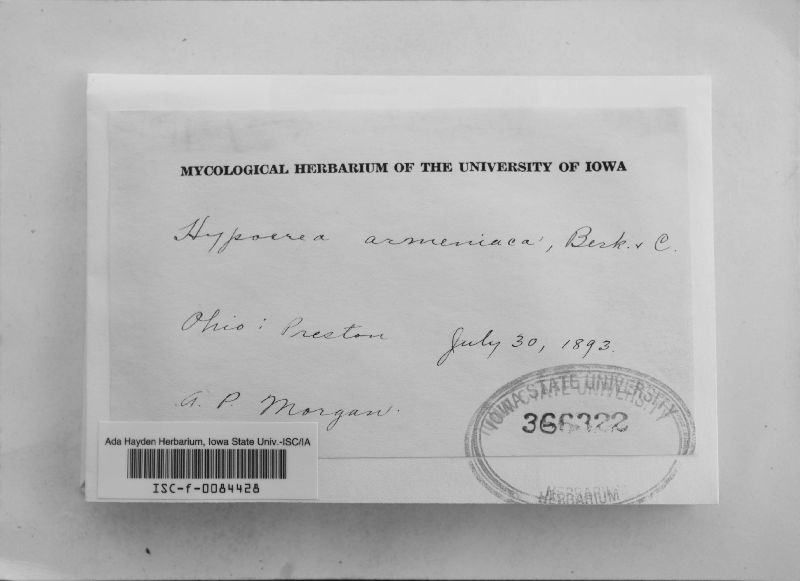 MYCOLOGICAL HERBARIUM OF THE UNIVERSITY OF IOWA
Hypocrea armeniaca, Berk. & C.
Ohio: Preston July 30, 1893.
A. P. Morgan.
IOWA STATE UNIVERSITY
366322
HERBARIUM
Ada Hayden Herbarium, Iowa State Univ.-ISC/IA
ISC-f-0084428